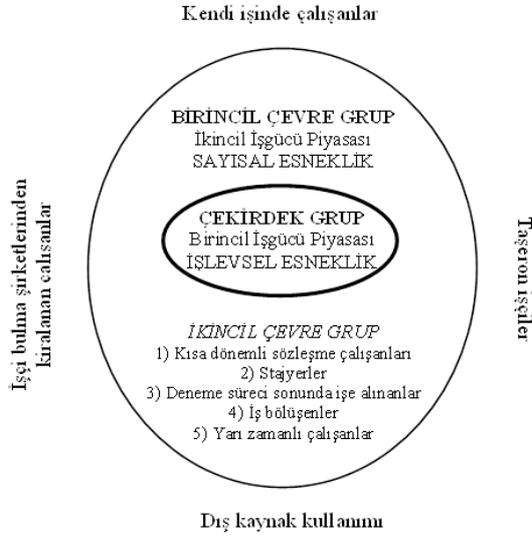 Kendi işinde çalışanlar
BİRİNCİL ÇEVRE GRUP
İkincil İşgücü Piyasası
SAYISAL ESNEKLİK
İşçi bulma şirketlerinden
kiralanan çalışanlar
ÇEKİRDEK GRUP
Birincil İşgücü Piyasası
İŞLEVSEL ESNEKLİK
Taşeron işçiler
İKİNCİL ÇEVRE GRUP
1) Kısa dönemli sözleşme çalışanları
2) Stajyerler
3) Deneme süreci sonunda işe alınanlar
4) İş bölüşenler
5) Yarı zamanlı çalışanlar
Dış kaynak kullanımı